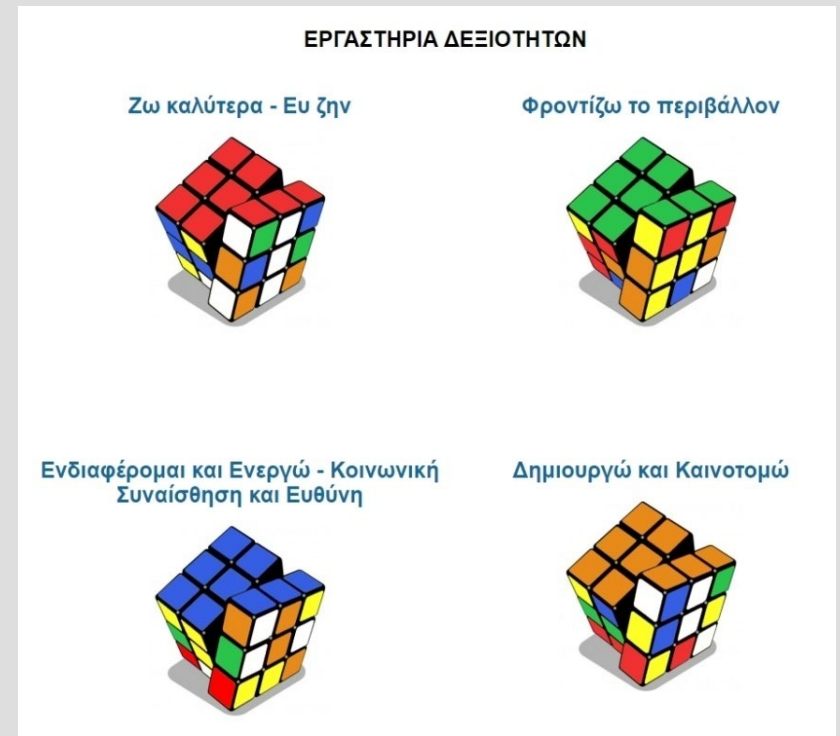 ΕΡΓΑΣΤΗΡΙΑ ΔΕΞΙΟΤΗΤΩΝ
Ζω καλύτερα - Ευ ζην
Φροντίζω το περιβάλλον
Ενδιαφέρομαι και Ενεργώ - Κοινωνική
Συναίσθηση και Ευθύνη
Δημιουργώ και Καινοτομώ